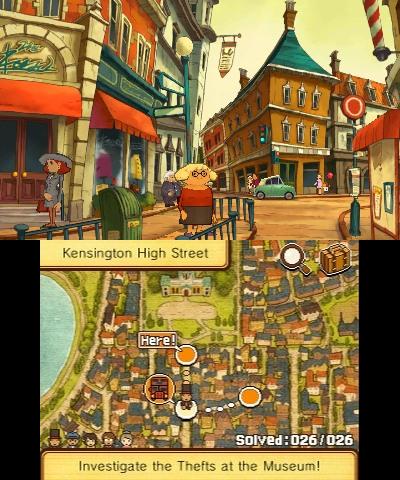 Kensington High Street
Here!
Solved:026/026
Investigate the Thefts at the Museum!